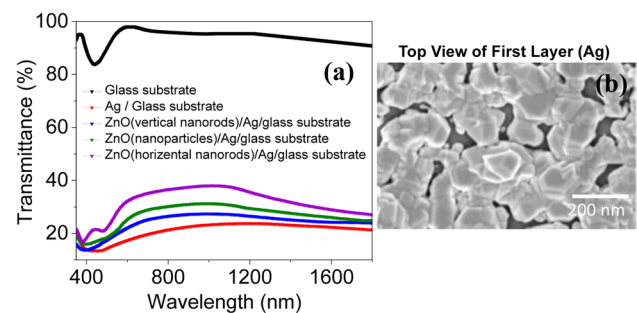 100
80
60
40
20
Transmittance (%)
(a)
Glass substrate
Ag / Glass substrate
ZnO(vertical nanorods)/Ag/glass substrate
ZnO(nanoparticles)/Ag/glass substrate
ZnO(horizental nanorods)/Ag/glass substrate
400 800 1200 1600
Wavelength (nm)
Top View of First Layer (Ag)
(b)
200 nm